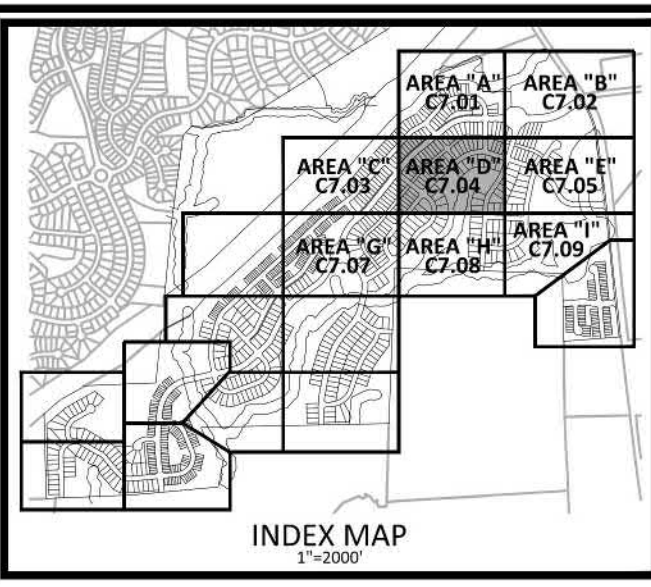 AREA "A"
C7.01
AREA "B"
C7.02
AREA "C"
C7.03
AREA "D"
C7.04
AREA "E"
C7.05
AREA "G"
C7.07
AREA "H"
C7.08
AREA "I"
C7.09
INDEX MAP
1"=2000'